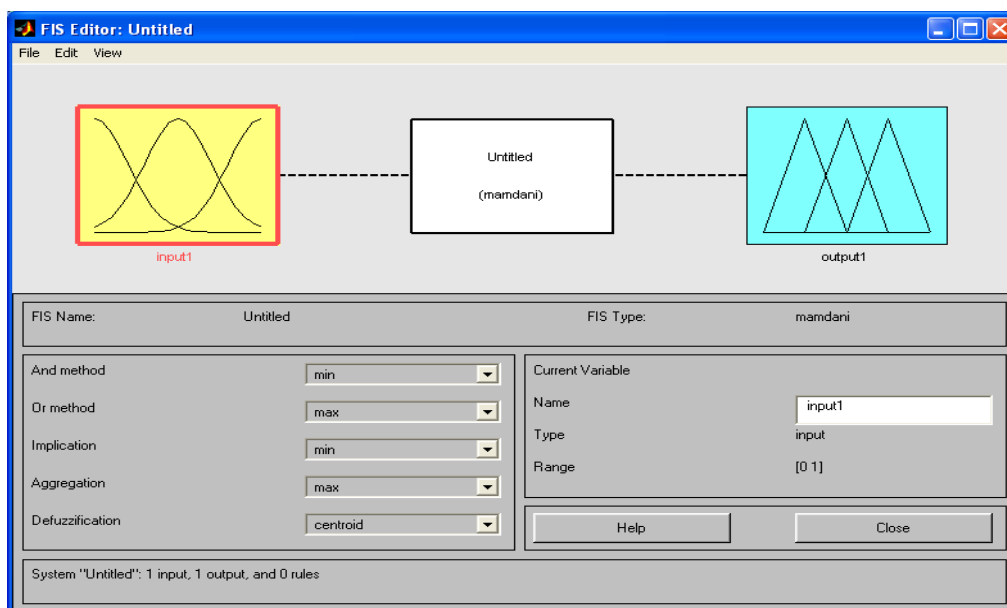 FIS Editor: Untitled
File Edit View
Untitled
(mamdani)
input1
output1
FIS Name: Untitled FIS Type: mamdani
And method min
Or method max
Implication min
Aggregation max
Defuzzification centroid
Current Variable
Name input1
Type input
Range [0 1]
Help Close
System "Untitled": 1 input, 1 output, and 0 rules